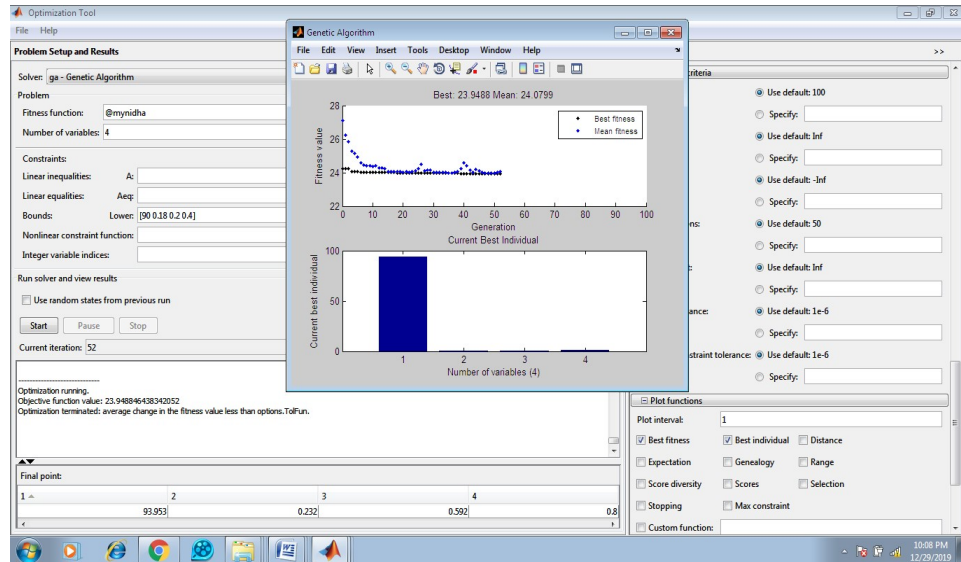 Optimization Tool
File Help
Problem Setup and Results
Solver: ga - Genetic Algorithm
Problem
Fitness function: @mynidha
Number of variables: 4
Constraints:
Linear inequalities: A:
Linear equalities: Aeq:
Bounds: Lower: [90 0.18 0.2 0.4]
Nonlinear constraint function:
Integer variable indices:
Run solver and view results
Use random states from previous run
Start Pause Stop
Current iteration: 52
Optimization running.
Objective function value: 23.948846438342052
Optimization terminated: average change in the fitness value less than options.TolFun.
Final point:
1 2 3 4
93.953 0.232 0.592 0.8
Genetic Algorithm
File Edit View Insert Tools Desktop Window Help
Best: 23.9488 Mean: 24.0799
Best fitness
Mean fitness
Fitness value
28
26
24
22
0 10 20 30 40 50 60 70 80 90 100
Generation
Current Best Individual
Current best individual
100
50
0
1 2 3 4
Number of variables (4)
>>
criteria
Use default: 100
Specify:
Use default: Inf
Specify:
Use default: -Inf
Specify:
ns: Use default: 50
Specify:
t: Use default: Inf
Specify:
ance: Use default: 1e-6
Specify:
straint tolerance: Use default: 1e-6
Specify:
Plot functions
Plot interval: 1
Best fitness Best individual Distance
Expectation Genealogy Range
Score diversity Scores Selection
Stopping Max constraint
Custom function:
10:08 PM
12/29/2019